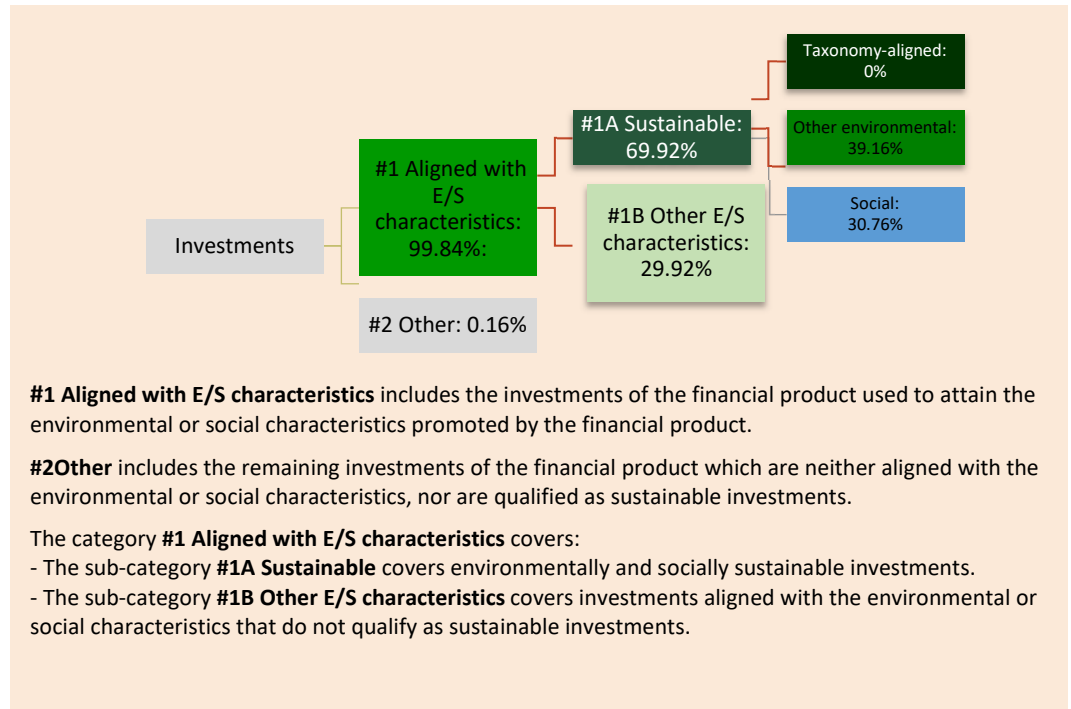 Taxonomy-aligned:
0%
#1A Sustainable:
69.92%
Other environmental:
39.16%
#1 Aligned with
E/S
characteristics:
99.84%:
#1B Other E/S
characteristics:
29.92%
Social:
30.76%
Investments
#2 Other: 0.16%
#1 Aligned with E/S characteristics includes the investments of the financial product used to attain the
environmental or social characteristics promoted by the financial product.
#2Other includes the remaining investments of the financial product which are neither aligned with the
environmental or social characteristics, nor are qualified as sustainable investments.
The category #1 Aligned with E/S characteristics covers:
- The sub-category #1A Sustainable covers environmentally and socially sustainable investments.
- The sub-category #1B Other E/S characteristics covers investments aligned with the environmental or
social characteristics that do not qualify as sustainable investments.